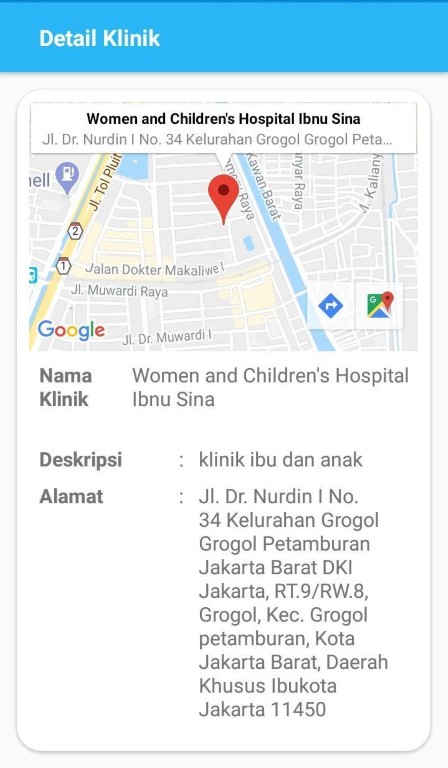 Detail Klinik
Women and Children's Hospital Ibnu Sina
Jl. Dr. Nurdin I No. 34 Kelurahan Grogol Grogol Peta...
ell
Jl. Tol Pluit
Raya
Kawan Barat
nyar Raya
Jl. Kaliany
2
1
Jalan Dokter Makaliwe I
Jl. Muwardi Raya
Google
Jl. Dr. Muwardi I
G
Nama Klinik
Women and Children's Hospital
Ibnu Sina
Deskripsi : klinik ibu dan anak
Alamat : Jl. Dr. Nurdin I No.
34 Kelurahan Grogol
Grogol Petamburan
Jakarta Barat DKI
Jakarta, RT.9/RW.8,
Grogol, Kec. Grogol
petamburan, Kota
Jakarta Barat, Daerah
Khusus Ibukota
Jakarta 11450